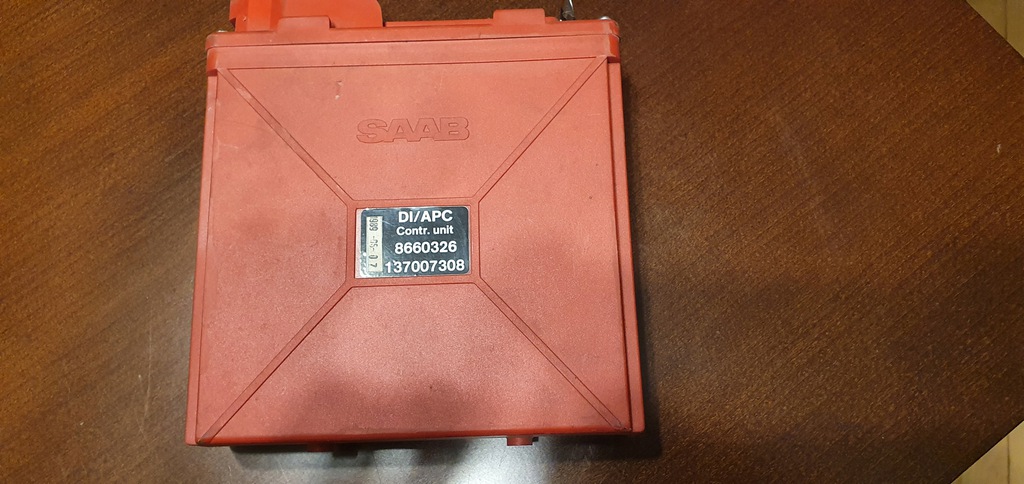 SAAB
DI/APC
Contr. unit
8660326
137007308